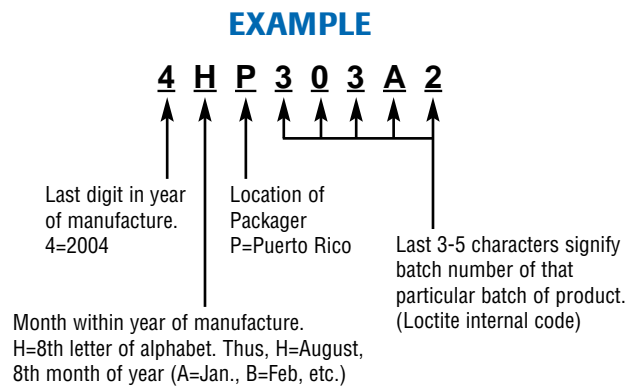 EXAMPLE
4 H P 3 0 3 A 2
Last digit in year
of manufacture.
4=2004
Location of
Packager
P=Puerto Rico
Last 3-5 characters signify
batch number of that
particular batch of product.
(Loctite internal code)
Month within year of manufacture.
H=8th letter of alphabet. Thus, H=August,
8th month of year (A=Jan., B=Feb, etc.)